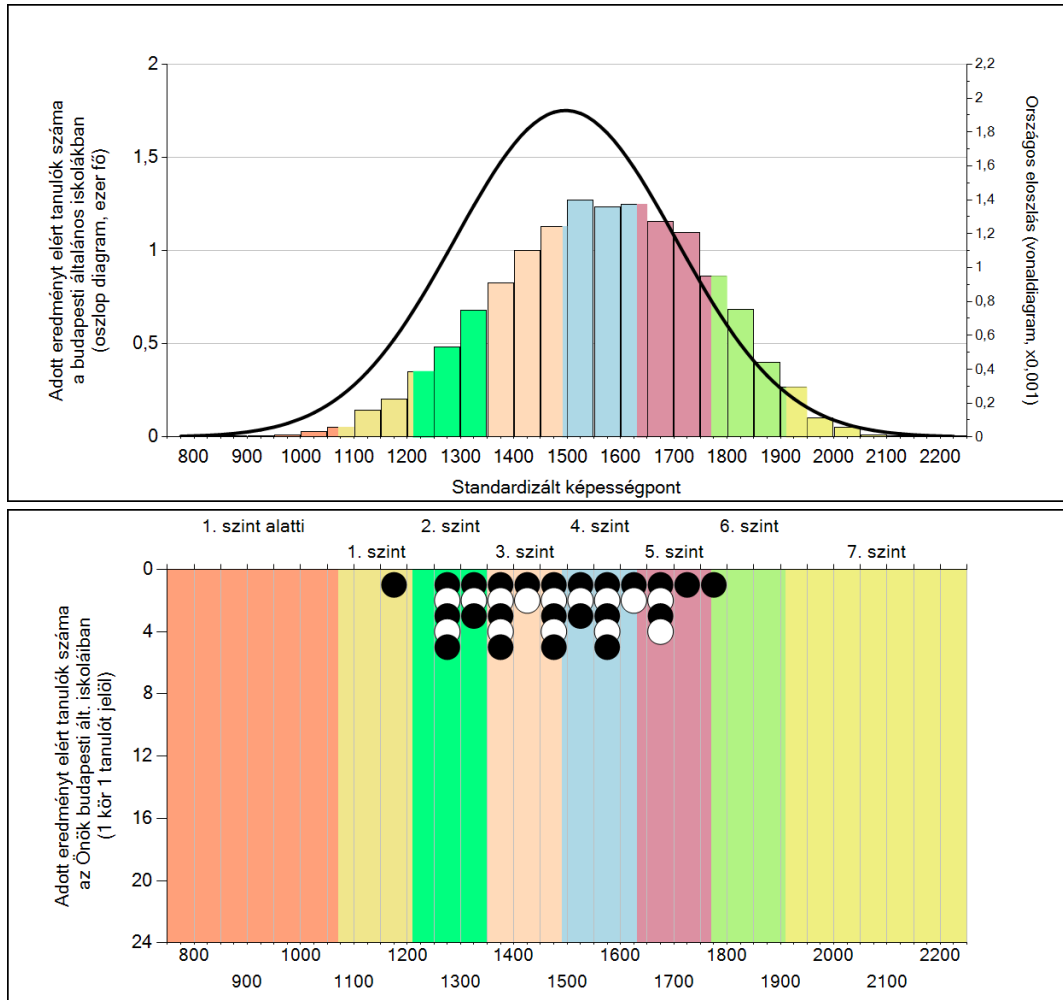 Adott eredményt elért tanulók száma
a budapesti általános iskolákban
(oszlop diagram, ezer fő)
2
1,5
1
0,5
0
2,2
2
1,8
1,6
1,4
1,2
1
0,8
0,6
0,4
0,2
0
Országos eloszlás (vonaldiagram, x0,001)
800 900 1000 1100 1200 1300 1400 1500 1600 1700 1800 1900 2000 2100 2200
Standardizált képességpont
1. szint alatti 2. szint 4. szint 6. szint
1. szint 3. szint 5. szint 7. szint
Adott eredményt elért tanulók száma
az Önök budapesti ált. iskoláiban
(1 kör 1 tanulót jelöl)
0
4
8
12
16
20
24
800 1000 1200 1400 1600 1800 2000 2200
900 1100 1300 1500 1700 1900 2100